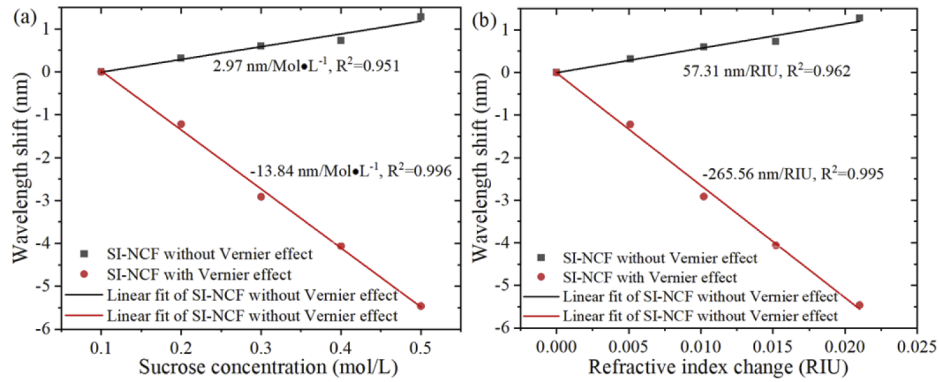 (a)
Wavelength shift (nm)
1
0
-1
-2
-3
-4
-5
-6
2.97 nm/Mol●L⁻¹, R²=0.951
-13.84 nm/Mol●L⁻¹, R²=0.996
SI-NCF without Vernier effect
SI-NCF with Vernier effect
Linear fit of SI-NCF without Vernier effect
Linear fit of SI-NCF without Vernier effect
0.1 0.2 0.3 0.4 0.5
Sucrose concentration (mol/L)
(b)
Wavelength shift (nm)
1
0
-1
-2
-3
-4
-5
-6
57.31 nm/RIU, R²=0.962
-265.56 nm/RIU, R²=0.995
SI-NCF without Vernier effect
SI-NCF with Vernier effect
Linear fit of SI-NCF without Vernier effect
Linear fit of SI-NCF without Vernier effect
0.000 0.005 0.010 0.015 0.020 0.025
Refractive index change (RIU)